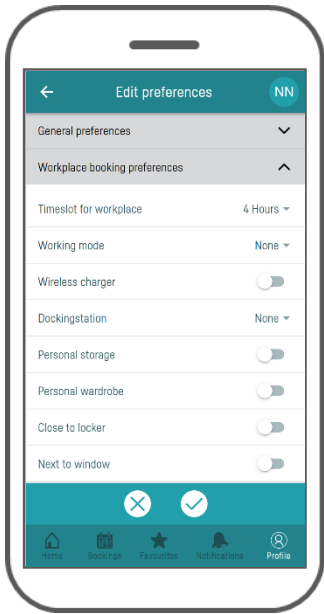 Edit preferences
NN
General preferences
Workplace booking preferences
Timeslot for workplace 4 Hours
Working mode None
Wireless charger
Dockingstation None
Personal storage
Personal wardrobe
Close to locker
Next to window
Home Bookings Favourites Notifications Profile